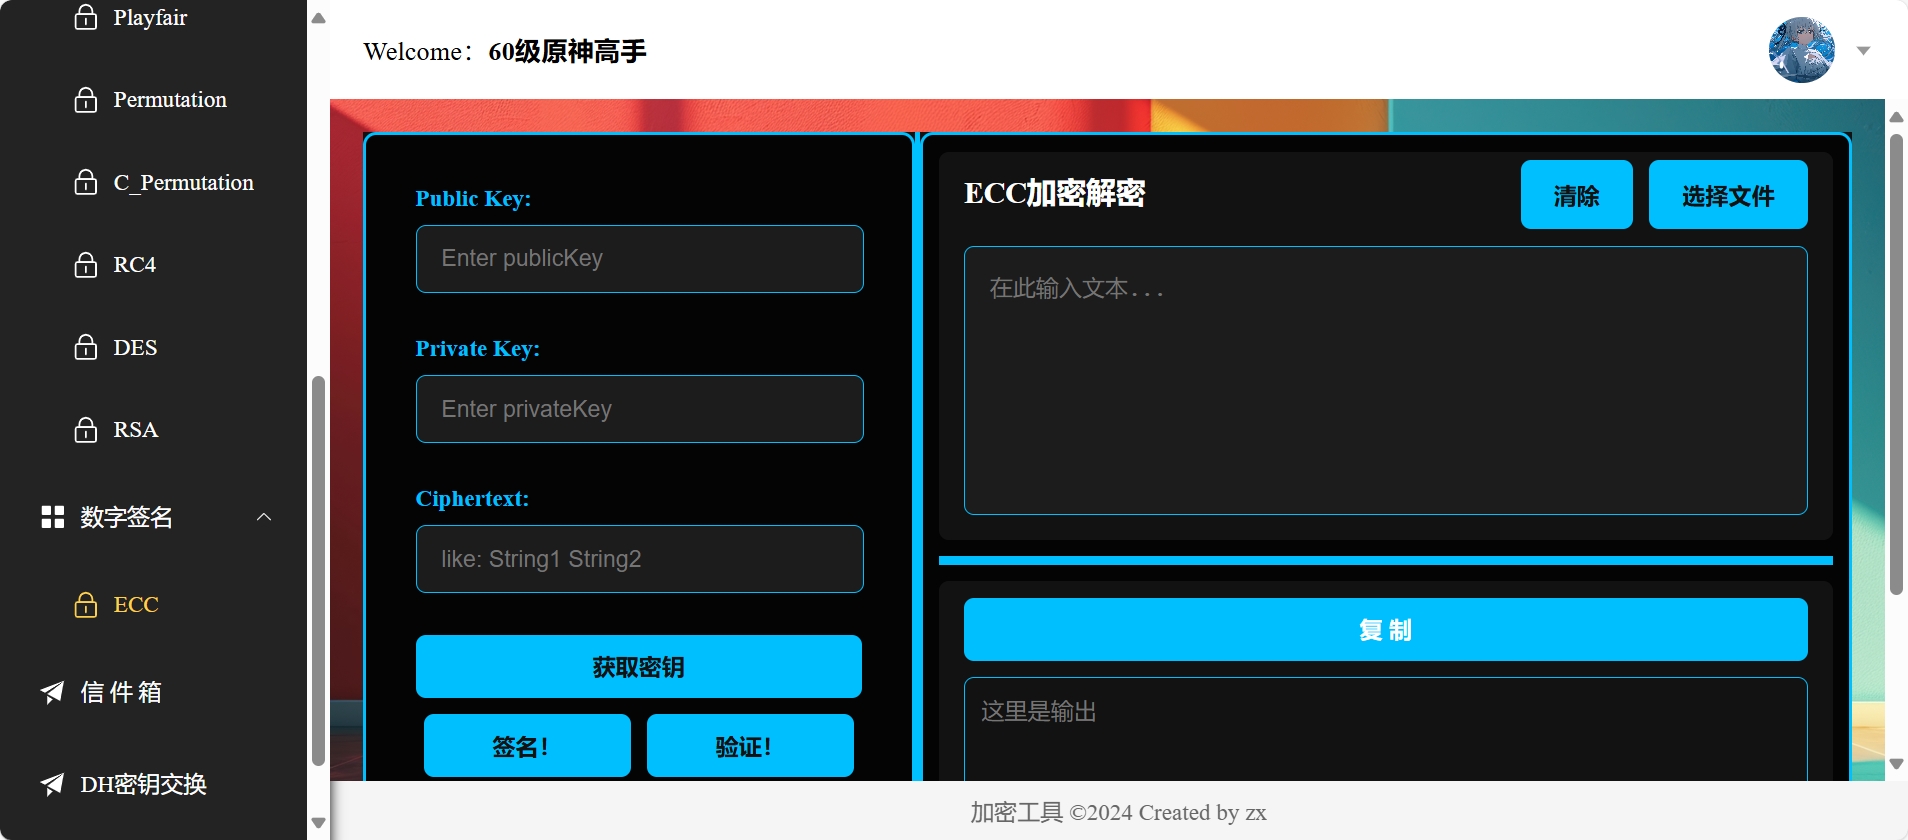 Playfair
Permutation
C_Permutation
RC4
DES
RSA
数字签名
ECC
信 件 箱
DH密钥交换
Welcome：60级原神高手
Public Key:
Enter publicKey
Private Key:
Enter privateKey
Ciphertext:
like: String1 String2
获取密钥
签名！
验证！
ECC加密解密
清除
选择文件
在此输入文本...
复 制
这里是输出
加密工具 ©2024 Created by zx